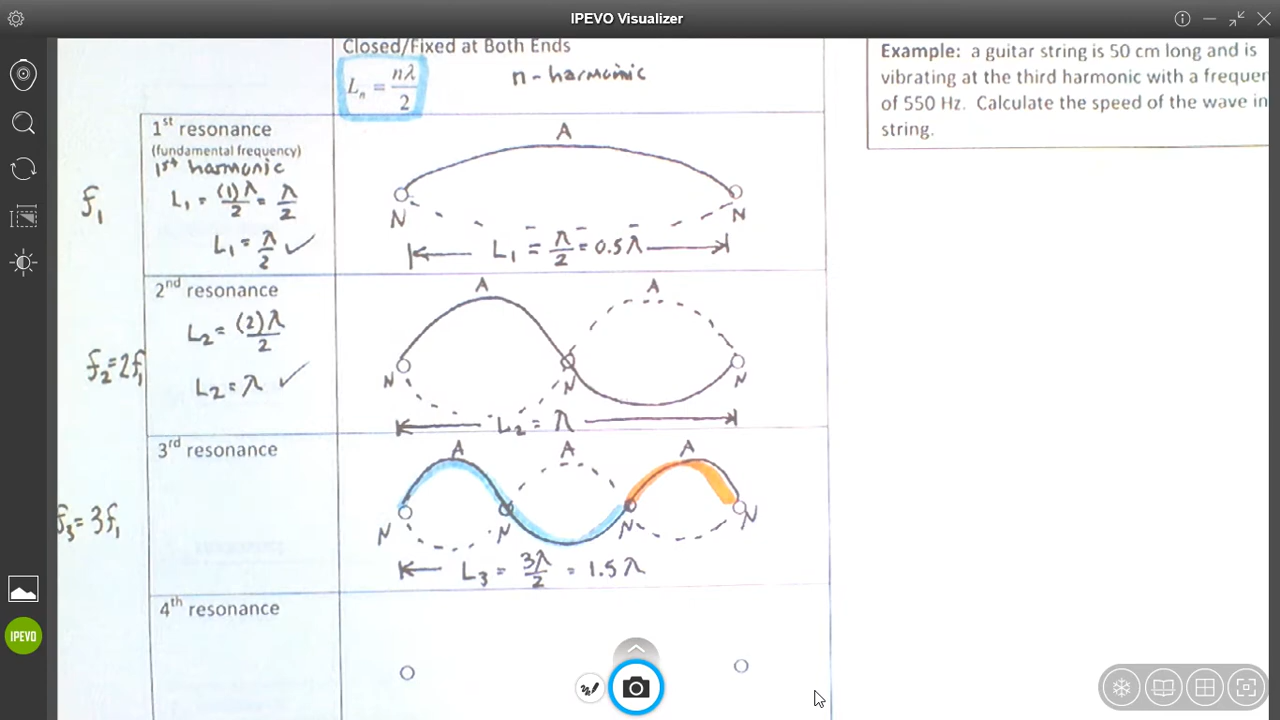 IPEVO Visualizer
Closed/Fixed at Both Ends
Lₙ = nλ/2
n - harmonic
Example: a guitar string is 50 cm long and is
vibrating at the third harmonic with a frequen
of 550 Hz. Calculate the speed of the wave in
string.
1st resonance
(fundamental frequency)
1st harmonic
L₁ = (1)λ/2 = λ/2
L₁ = λ/2 ✓
f₁
A
N
N
L₁ = λ/2 = 0.5λ
2nd resonance
L₂ = (2)λ/2
L₂ = λ ✓
f₂=2f₁
A
A
N
N
N
L₂ = λ
3rd resonance
f₃= 3f₁
A
A
A
N
N
N
N
L₃ = 3λ/2 = 1.5λ
4th resonance
IPEVO